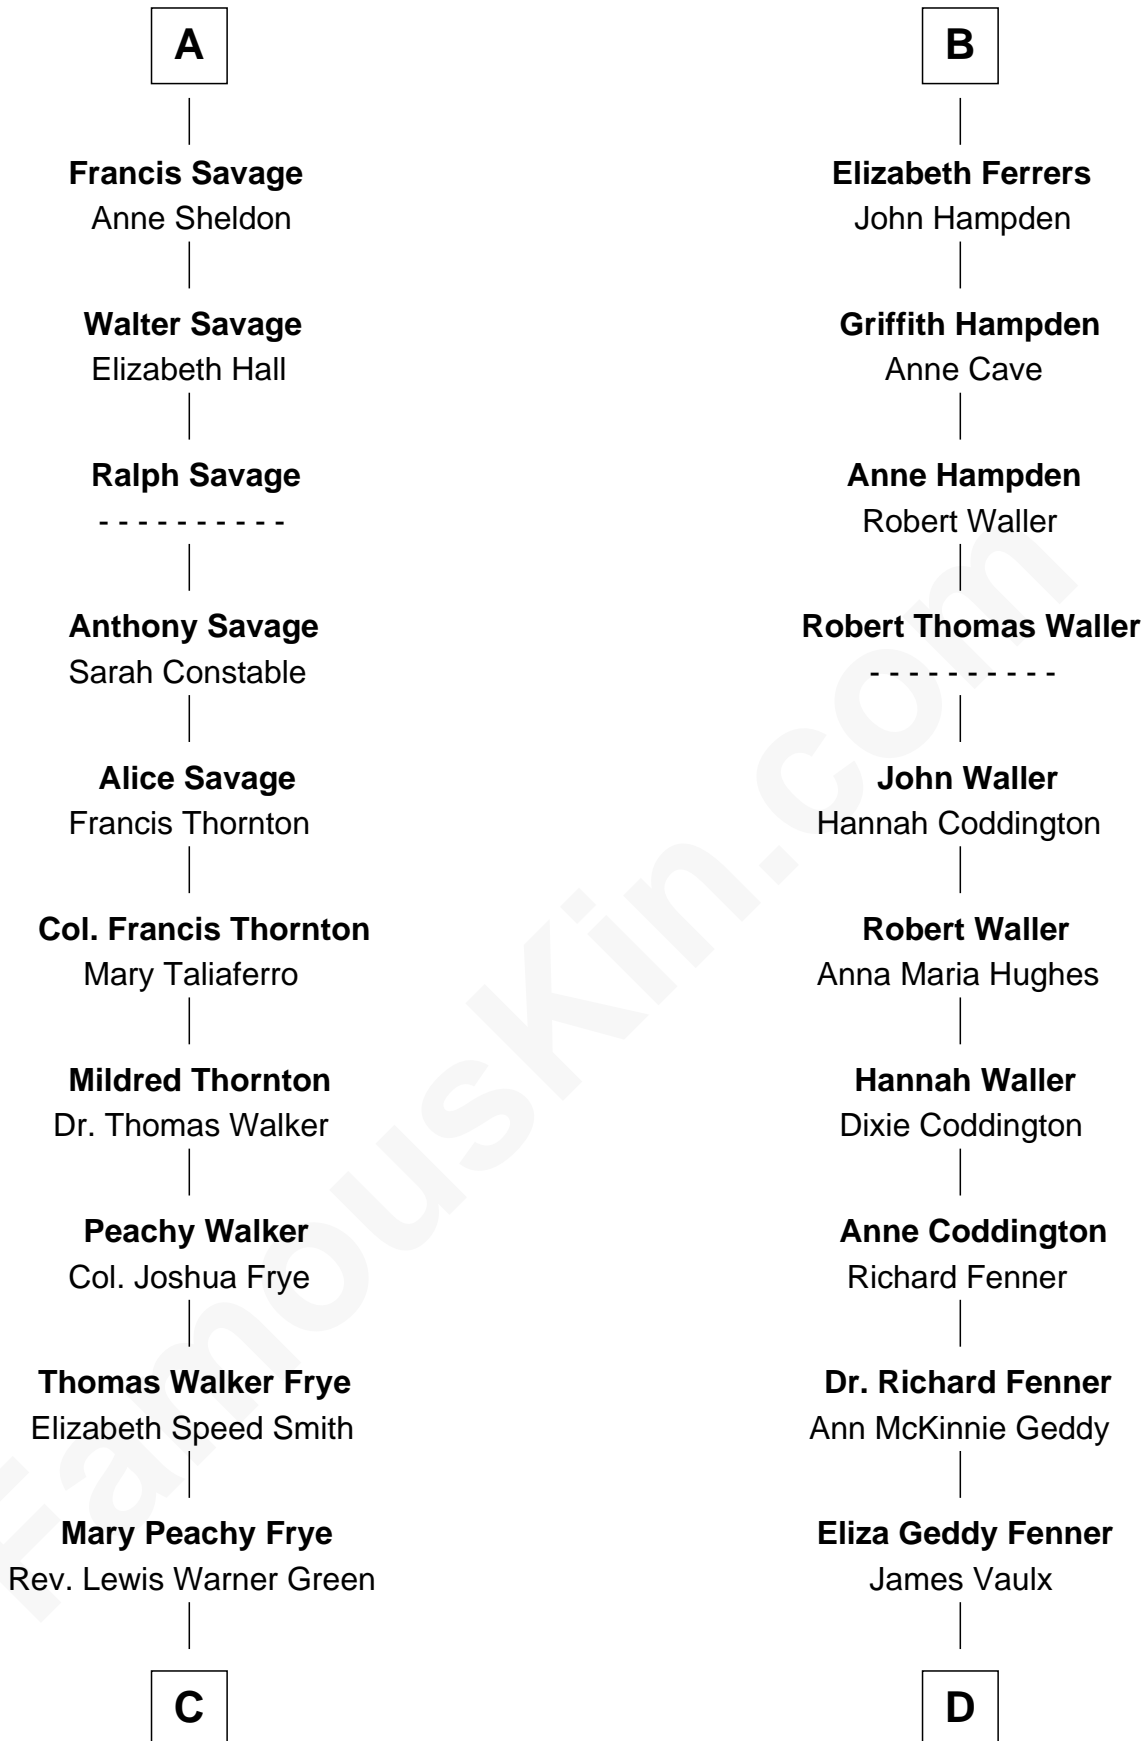 A
Francis Savage
Anne Sheldon
Walter Savage
Elizabeth Hall
Ralph Savage
- - - - - - - - - -
Anthony Savage
Sarah Constable
Alice Savage
Francis Thornton
Col. Francis Thornton
Mary Taliaferro
Mildred Thornton
Dr. Thomas Walker
Peachy Walker
Col. Joshua Frye
Thomas Walker Frye
Elizabeth Speed Smith
Mary Peachy Frye
Rev. Lewis Warner Green
C
B
Elizabeth Ferrers
John Hampden
Griffith Hampden
Anne Cave
Anne Hampden
Robert Waller
Robert Thomas Waller
- - - - - - - - - -
John Waller
Hannah Coddington
Robert Waller
Anna Maria Hughes
Hannah Waller
Dixie Coddington
Anne Coddington
Richard Fenner
Dr. Richard Fenner
Ann McKinnie Geddy
Eliza Geddy Fenner
James Vaulx
D
FamousKin.com